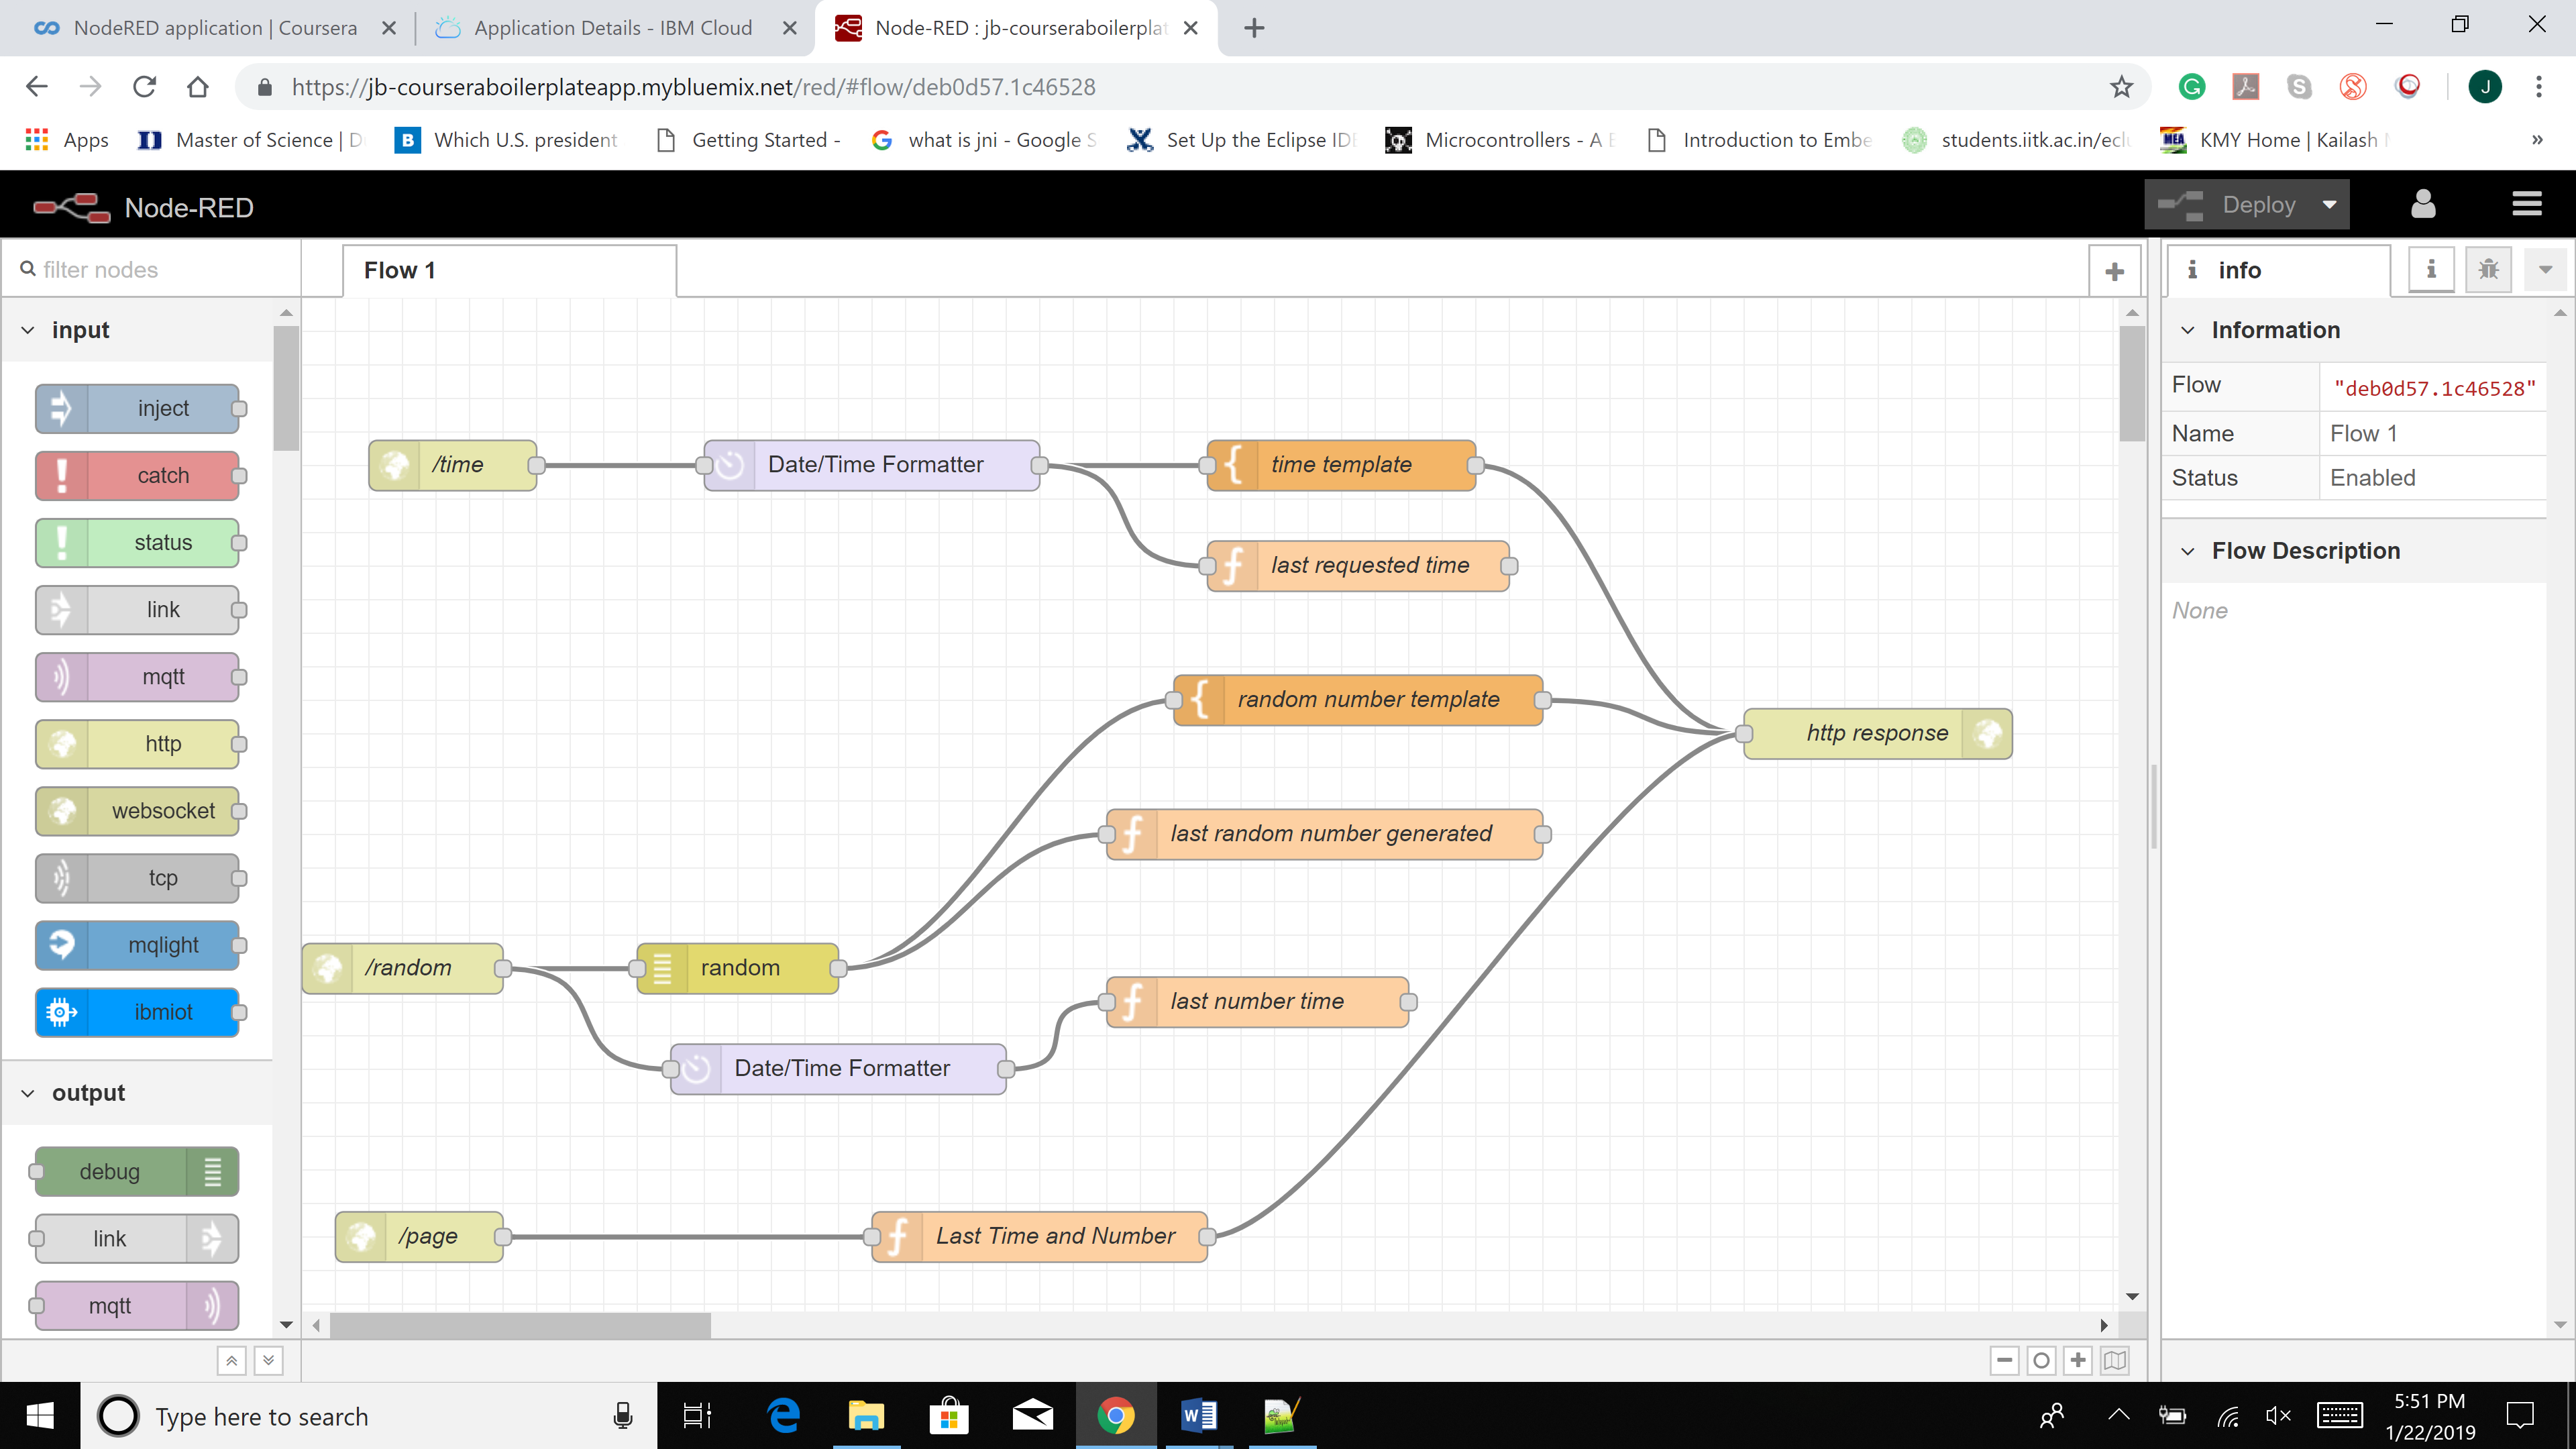 NodeRED application | Coursera
Application Details - IBM Cloud
Node-RED : jb-courseraboilerplat
https://jb-courseraboilerplateapp.mybluemix.net/red/#flow/deb0d57.1c46528
G
S
J
Apps
Master of Science | D
B
Which U.S. president
Getting Started -
G
what is jni - Google S
Set Up the Eclipse IDE
Microcontrollers - A B
Introduction to Embe
students.iitk.ac.in/eclu
MEA
KMY Home | Kailash
»
Node-RED
Deploy
filter nodes
Flow 1
info
input
inject
catch
status
link
mqtt
http
websocket
tcp
mqlight
ibmiot
output
debug
link
mqtt
/time
Date/Time Formatter
time template
last requested time
random number template
http response
last random number generated
/random
random
last number time
Date/Time Formatter
/page
Last Time and Number
Information
Flow "deb0d57.1c46528"
Name Flow 1
Status Enabled
Flow Description
None
Type here to search
5:51 PM
1/22/2019